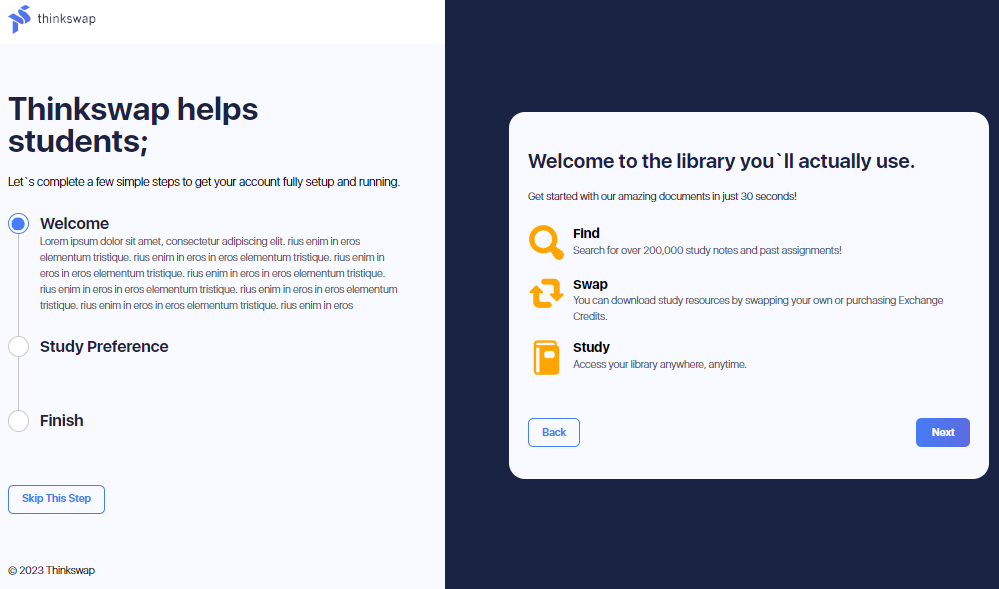 thinkswap
Thinkswap helps
students;
Let`s complete a few simple steps to get your account fully setup and running.
Welcome
Lorem ipsum dolor sit amet, consectetur adipiscing elit. rius enim in eros
elementum tristique. rius enim in eros in eros elementum tristique. rius enim in
eros in eros elementum tristique. rius enim in eros in eros elementum tristique.
rius enim in eros in eros elementum tristique. rius enim in eros in eros elementum
tristique. rius enim in eros in eros elementum tristique. rius enim in eros
Study Preference
Finish
Skip This Step
© 2023 Thinkswap
Welcome to the library you`ll actually use.
Get started with our amazing documents in just 30 seconds!
Find
Search for over 200,000 study notes and past assignments!
Swap
You can download study resources by swapping your own or purchasing Exchange
Credits.
Study
Access your library anywhere, anytime.
Back
Next